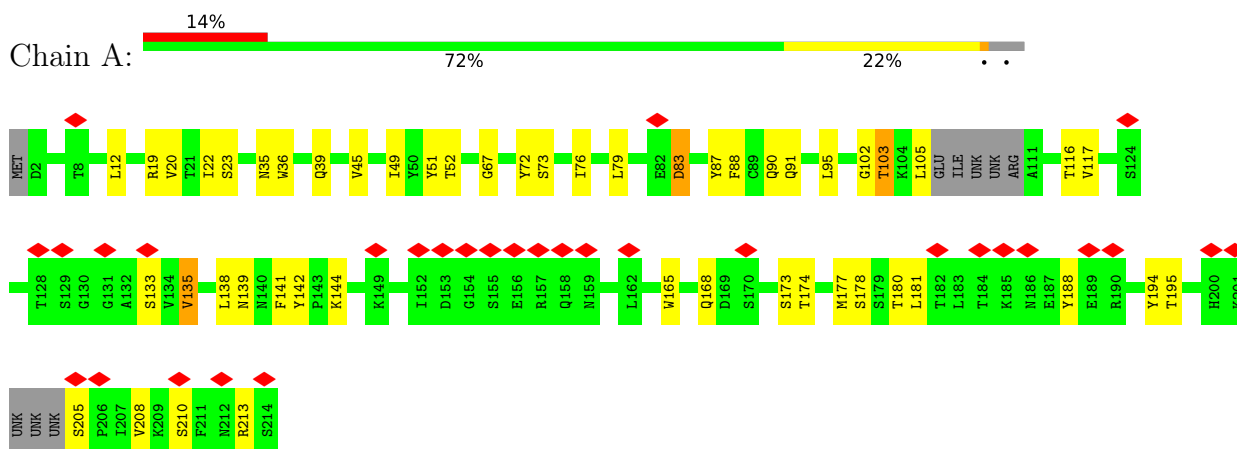 14%
Chain A:
72% 22% • •
MET D2 T8 L12 R19 V20 T21 I22 S23 N35 W36 Q39 V45 I49 Y50 Y51 T52 G67 Y72 S73 I76 L79 E82 D83 Y87 F88 C89 Q90 Q91 L95 G102 T103 K104 L105 GLU ILE UNK UNK ARG A111 T116 V117 S124
T128 S129 G130 G131 A132 S133 V134 V135 L138 N139 N140 F141 Y142 P143 K144 K149 I152 D153 G154 S155 E156 R157 Q158 N159 L162 W165 Q168 D169 S170 S173 T174 M177 S178 S179 T180 L181 T182 L183 T184 K185 N186 E187 Y188 E189 R190 Y194 T195 H200
UNK UNK UNK S205 P206 I207 V208 K209 S210 F211 N212 R213 S214